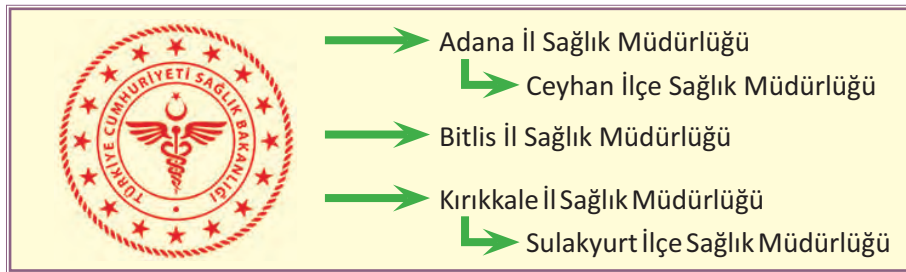 TÜRKİYE CUMHURİYETİ SAĞLIK BAKANLIĞI
Adana İl Sağlık Müdürlüğü
Ceyhan İlçe Sağlık Müdürlüğü
Bitlis İl Sağlık Müdürlüğü
Kırıkkale İl Sağlık Müdürlüğü
Sulakyurt İlçe Sağlık Müdürlüğü